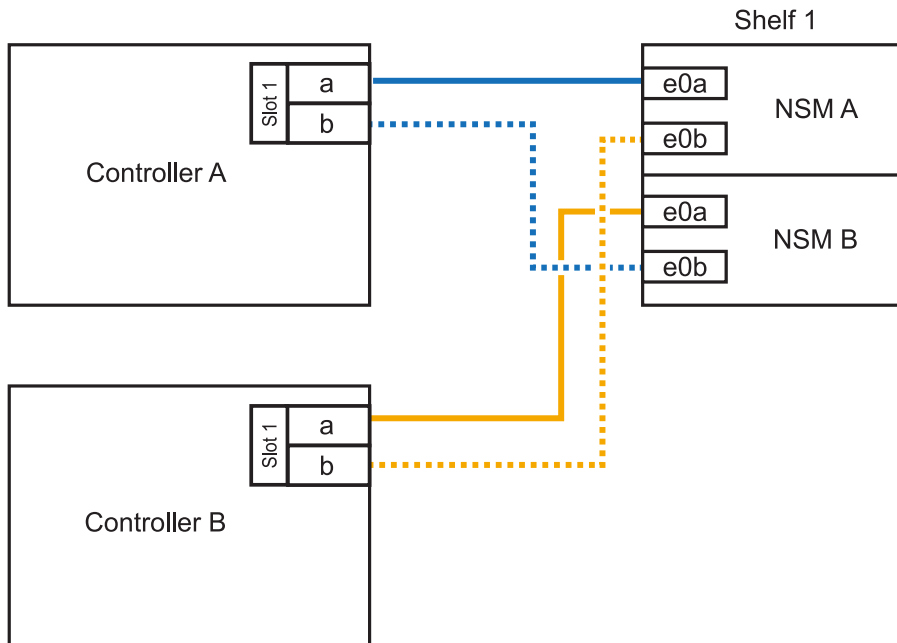 Shelf 1
Slot 1
a
b
Controller A
e0a
e0b
NSM A
e0a
e0b
NSM B
Slot 1
a
b
Controller B